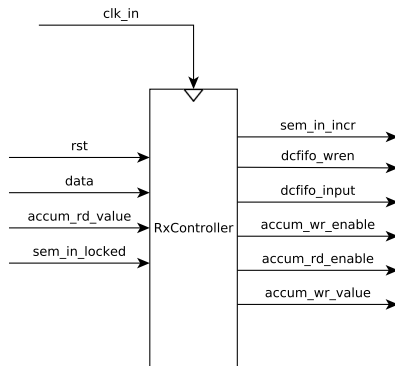 clk_in
rst
data
accum_rd_value
sem_in_locked
RxController
sem_in_incr
dcfifo_wren
dcfifo_input
accum_wr_enable
accum_rd_enable
accum_wr_value